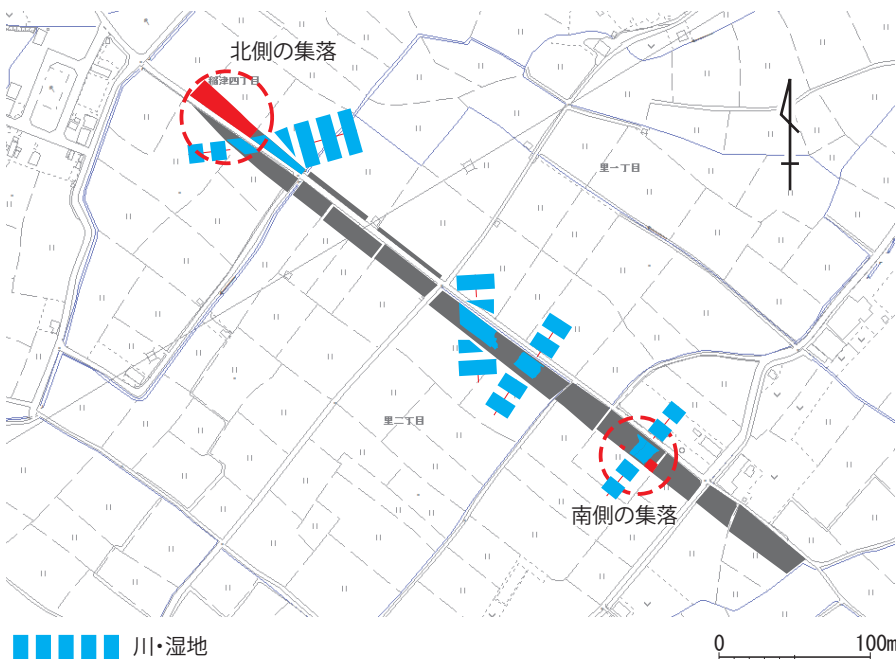 北側の集落
稲津四丁目
里一丁目
里二丁目
南側の集落
川・湿地
0 100m